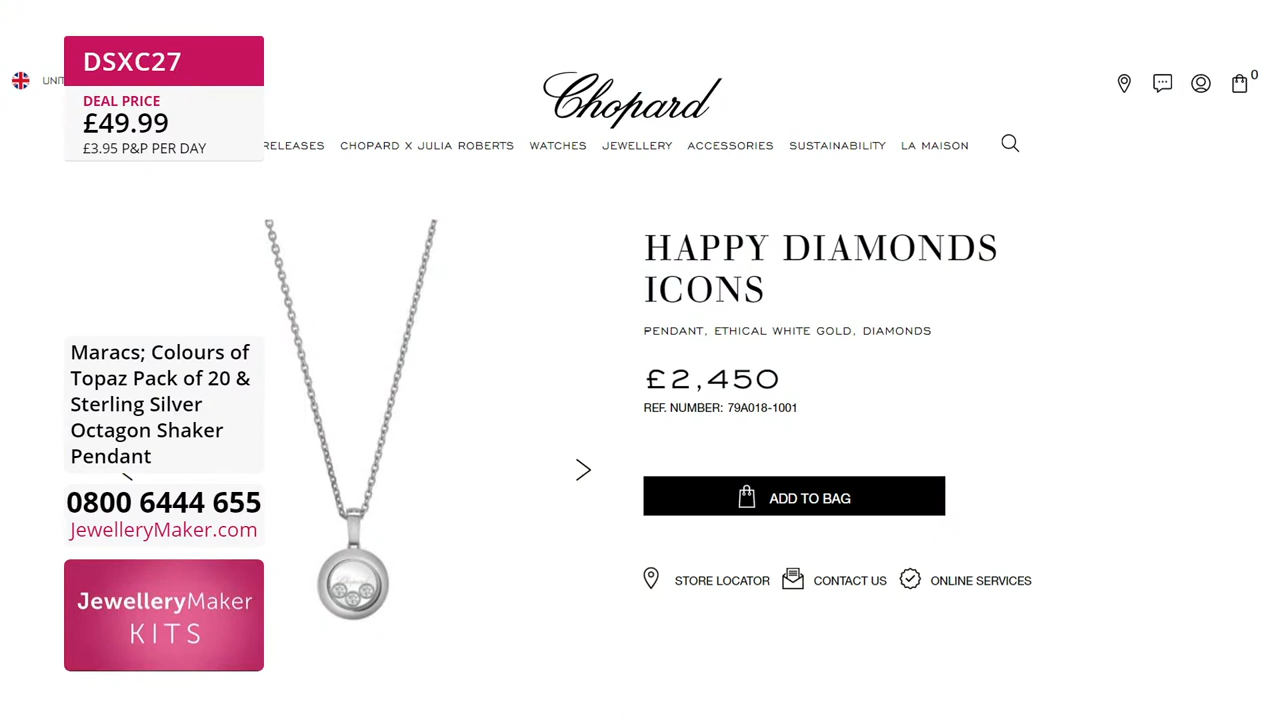 DSXC27
DEAL PRICE
£49.99
£3.95 P&P PER DAY
UNIT
Chopard
0
RELEASES CHOPARD X JULIA ROBERTS WATCHES JEWELLERY ACCESSORIES SUSTAINABILITY LA MAISON
HAPPY DIAMONDS
ICONS
PENDANT, ETHICAL WHITE GOLD, DIAMONDS
£2,450
REF. NUMBER: 79A018-1001
ADD TO BAG
STORE LOCATOR CONTACT US ONLINE SERVICES
Maracs; Colours of
Topaz Pack of 20 &
Sterling Silver
Octagon Shaker
Pendant
0800 6444 655
JewelleryMaker.com
JewelleryMaker
KITS
Chopard